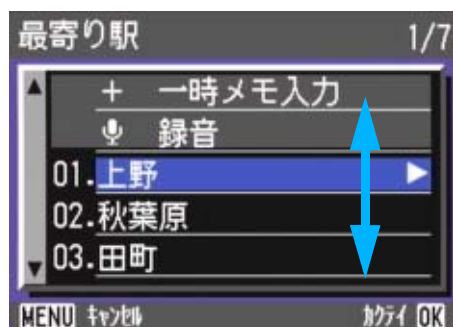 最寄り駅 1/7
+ 一時メモ入力
録音
01.上野
02.秋葉原
03.田町
MENU ｷｬﾝｾﾙ ｶｸﾃｲ OK